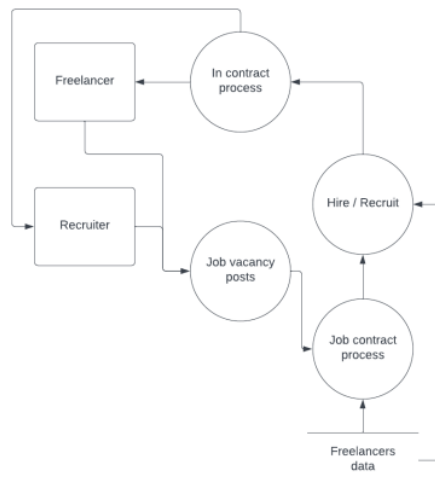 In contract
process
Freelancer
Hire / Recruit
Recruiter
Job vacancy
posts
Job contract
process
Freelancers
data